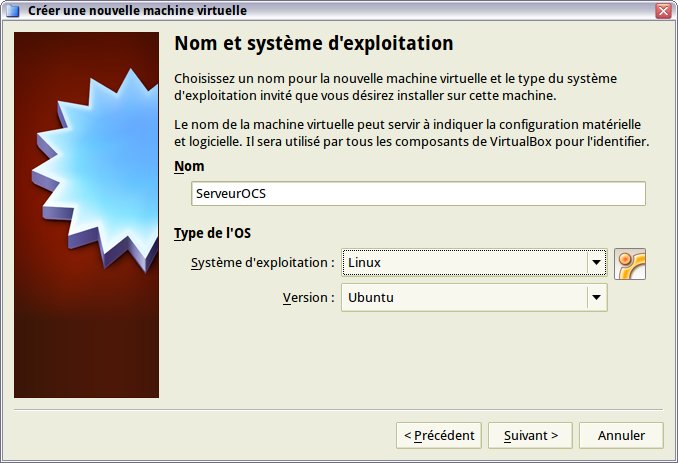 Créer une nouvelle machine virtuelle
Nom et système d'exploitation
Choisissez un nom pour la nouvelle machine virtuelle et le type du système
d'exploitation invité que vous désirez installer sur cette machine.
Le nom de la machine virtuelle peut servir à indiquer la configuration matérielle
et logicielle. Il sera utilisé par tous les composants de VirtualBox pour l'identifier.
Nom
ServeurOCS
Type de l'OS
Système d'exploitation : Linux
Version : Ubuntu
< Précédent Suivant > Annuler